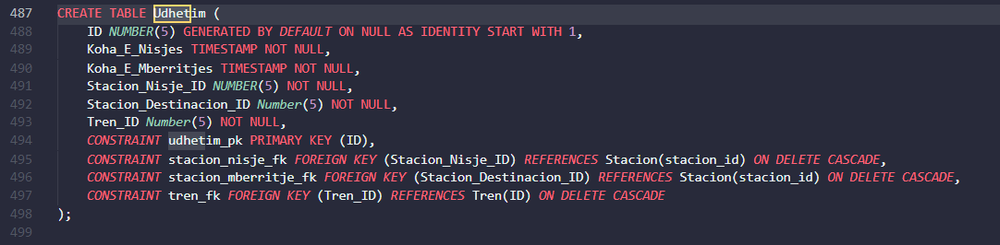 487 CREATE TABLE Udhetim (
488 ID NUMBER(5) GENERATED BY DEFAULT ON NULL AS IDENTITY START WITH 1,
489 Koha_E_Nisjes TIMESTAMP NOT NULL,
490 Koha_E_Mberritjes TIMESTAMP NOT NULL,
491 Stacion_Nisje_ID NUMBER(5) NOT NULL,
492 Stacion_Destinacion_ID Number(5) NOT NULL,
493 Tren_ID Number(5) NOT NULL,
494 CONSTRAINT udhetim_pk PRIMARY KEY (ID),
495 CONSTRAINT stacion_nisje_fk FOREIGN KEY (Stacion_Nisje_ID) REFERENCES Stacion(stacion_id) ON DELETE CASCADE,
496 CONSTRAINT stacion_mberritje_fk FOREIGN KEY (Stacion_Destinacion_ID) REFERENCES Stacion(stacion_id) ON DELETE CASCADE,
497 CONSTRAINT tren_fk FOREIGN KEY (Tren_ID) REFERENCES Tren(ID) ON DELETE CASCADE
498 );
499